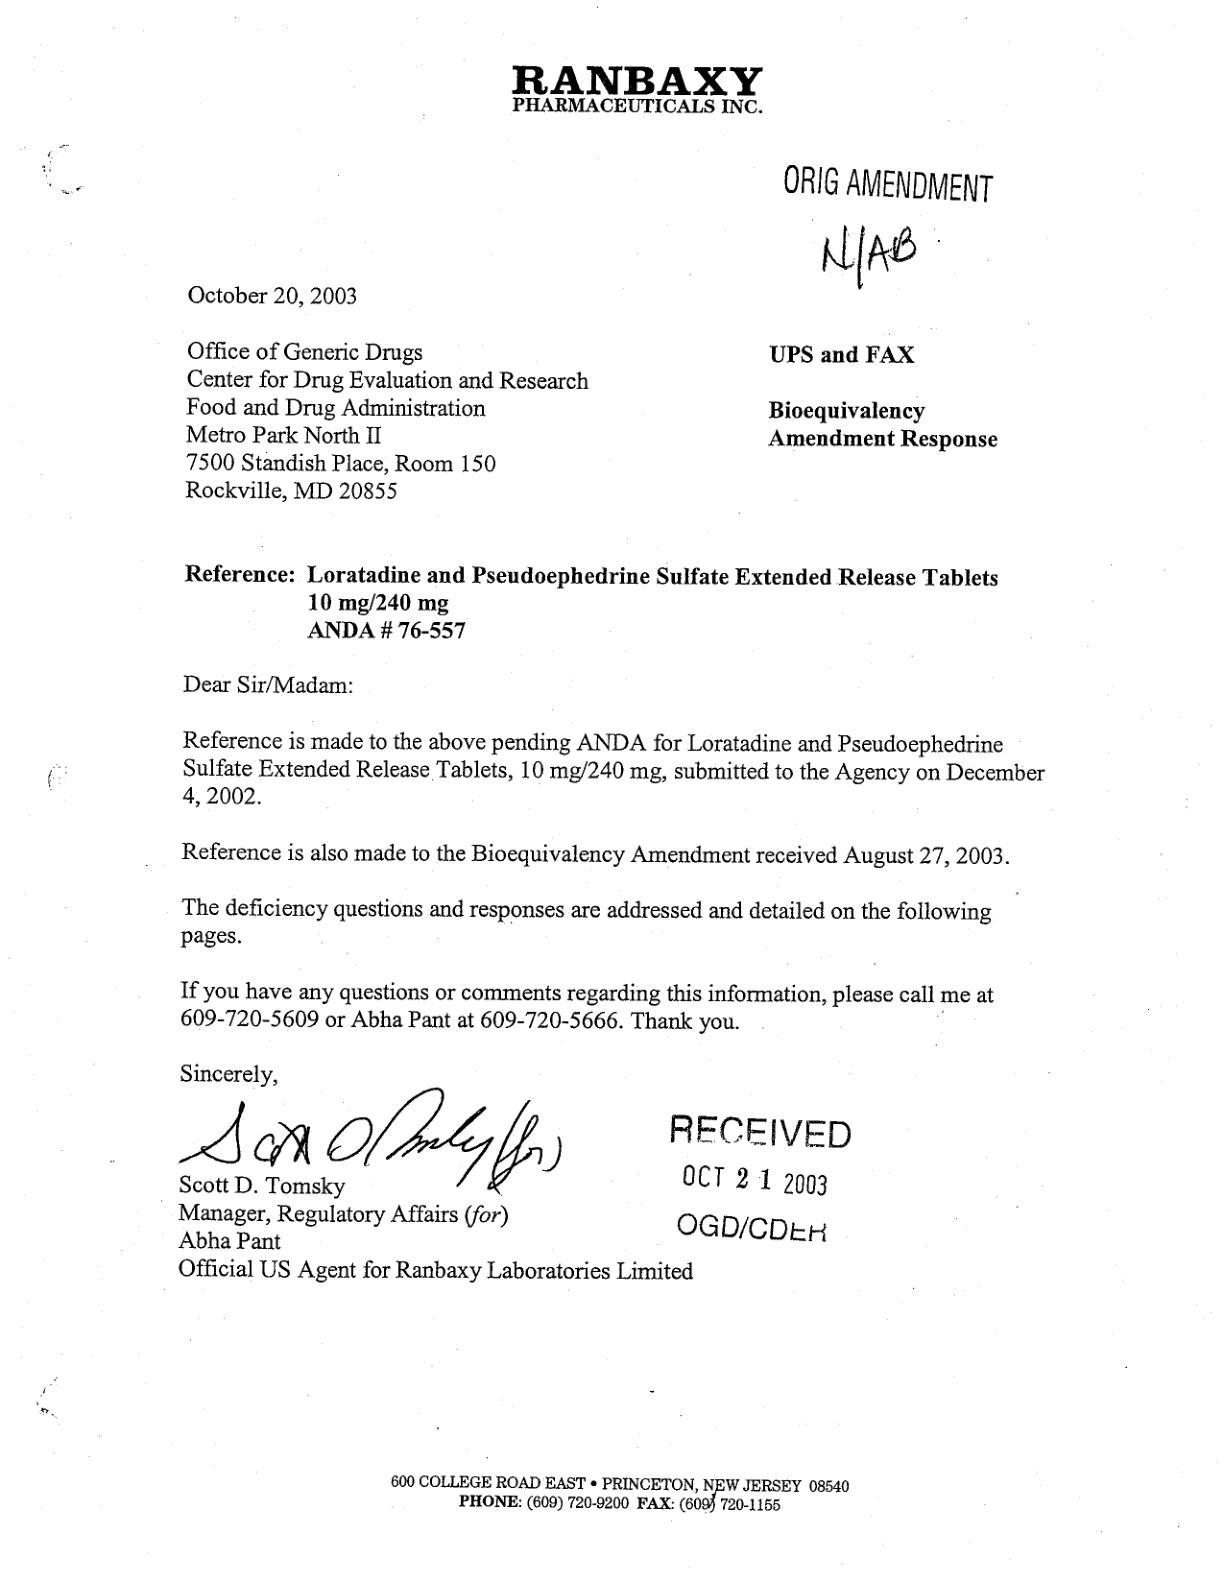 RANBAXY
PHARMACEUTICALS INC.
ORIG AMENDMENT
N/AB
October 20, 2003
Office of Generic Drugs
Center for Drug Evaluation and Research
Food and Drug Administration
Metro Park North II
7500 Standish Place, Room 150
Rockville, MD 20855
UPS and FAX
Bioequivalency
Amendment Response
Reference: Loratadine and Pseudoephedrine Sulfate Extended Release Tablets
10 mg/240 mg
ANDA # 76-557
Dear Sir/Madam:
Reference is made to the above pending ANDA for Loratadine and Pseudoephedrine
Sulfate Extended Release Tablets, 10 mg/240 mg, submitted to the Agency on December
4, 2002.
Reference is also made to the Bioequivalency Amendment received August 27, 2003.
The deficiency questions and responses are addressed and detailed on the following
pages.
If you have any questions or comments regarding this information, please call me at
609-720-5609 or Abha Pant at 609-720-5666. Thank you.
Sincerely,
Scott D Tomsky (for)
Scott D. Tomsky
Manager, Regulatory Affairs (for)
Abha Pant
Official US Agent for Ranbaxy Laboratories Limited
RECEIVED
OCT 21 2003
OGD/CDER
600 COLLEGE ROAD EAST • PRINCETON, NEW JERSEY 08540
PHONE: (609) 720-9200 FAX: (609) 720-1155